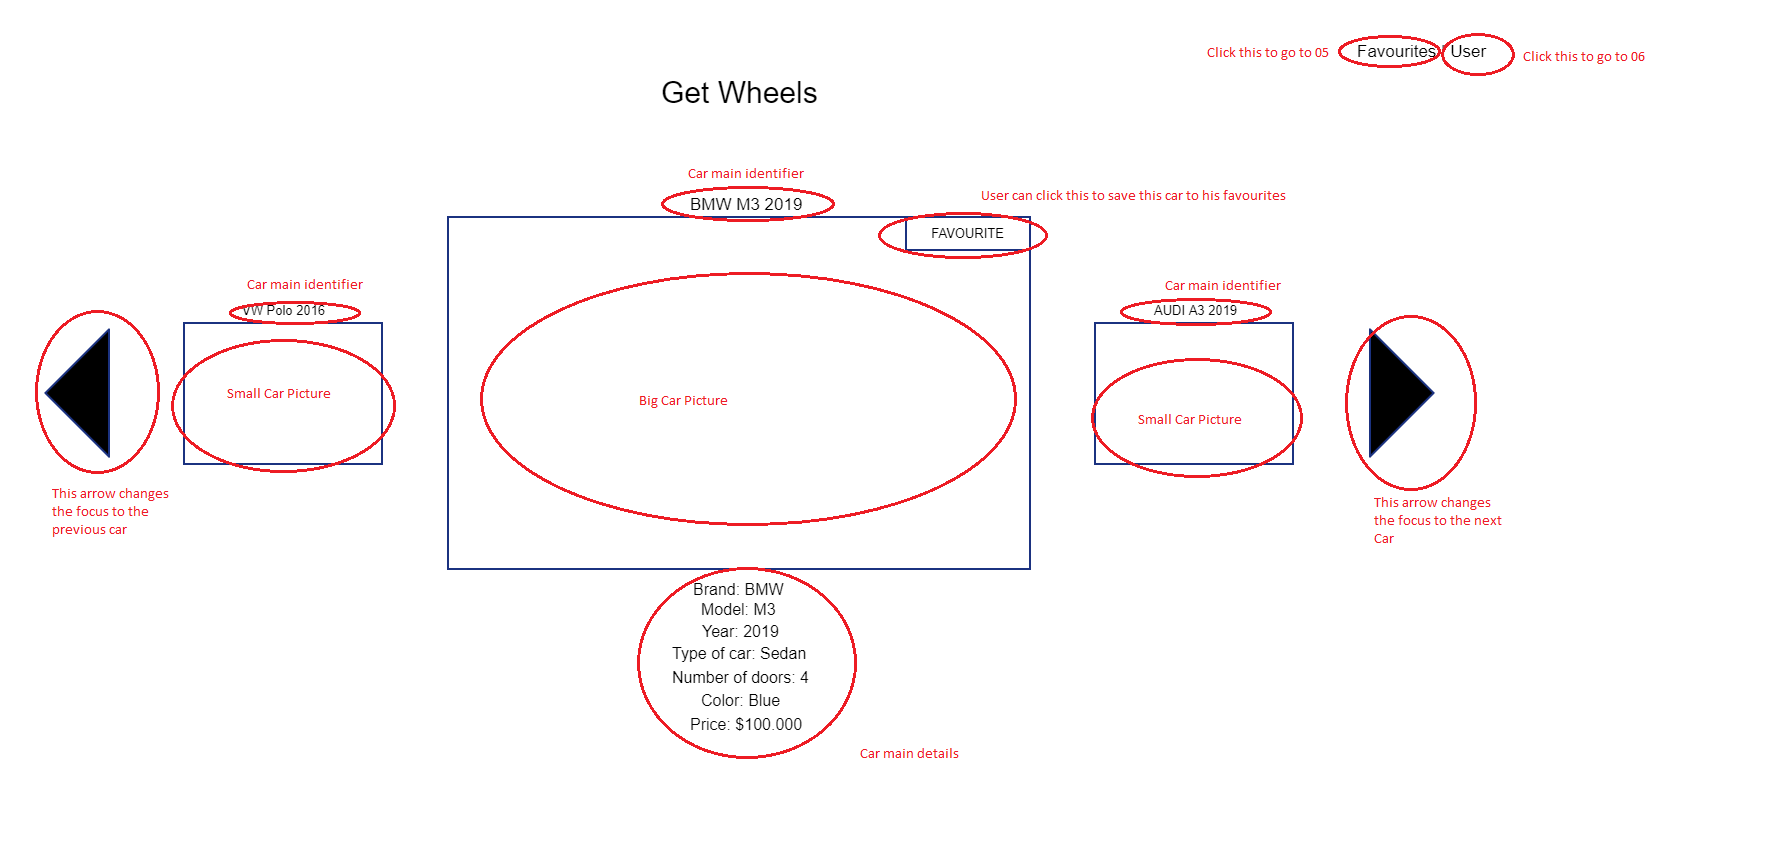 Click this to go to 05
Favourites
User
Click this to go to 06
Get Wheels
Car main identifier
BMW M3 2019
User can click this to save this car to his favourites
FAVOURITE
Car main identifier
VW Polo 2016
Car main identifier
AUDI A3 2019
Small Car Picture
Big Car Picture
Small Car Picture
This arrow changes
the focus to the
previous car
This arrow changes
the focus to the next
Car
Brand: BMW
Model: M3
Year: 2019
Type of car: Sedan
Number of doors: 4
Color: Blue
Price: $100.000
Car main details